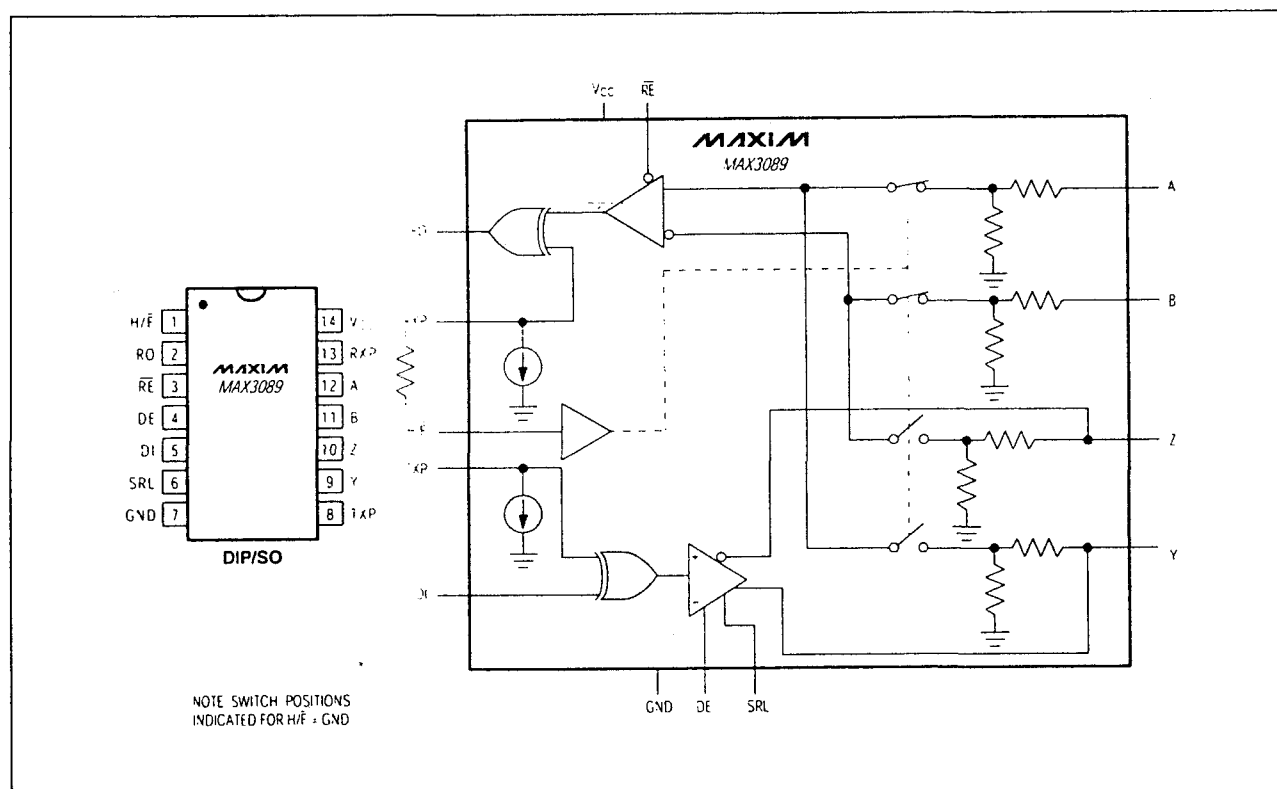 VCC RE
MAXIM
MAX3089
A
B
Z
Y
H/F 1
RO 2
RE 3
DE 4
DI 5
SRL 6
GND 7
MAXIM
MAX3089
14
13 RXP
12 A
11 B
10 Z
9 Y
8 TXP
DIP/SO
+
−
GND DE SRL
NOTE SWITCH POSITIONS
INDICATED FOR H/F = GND